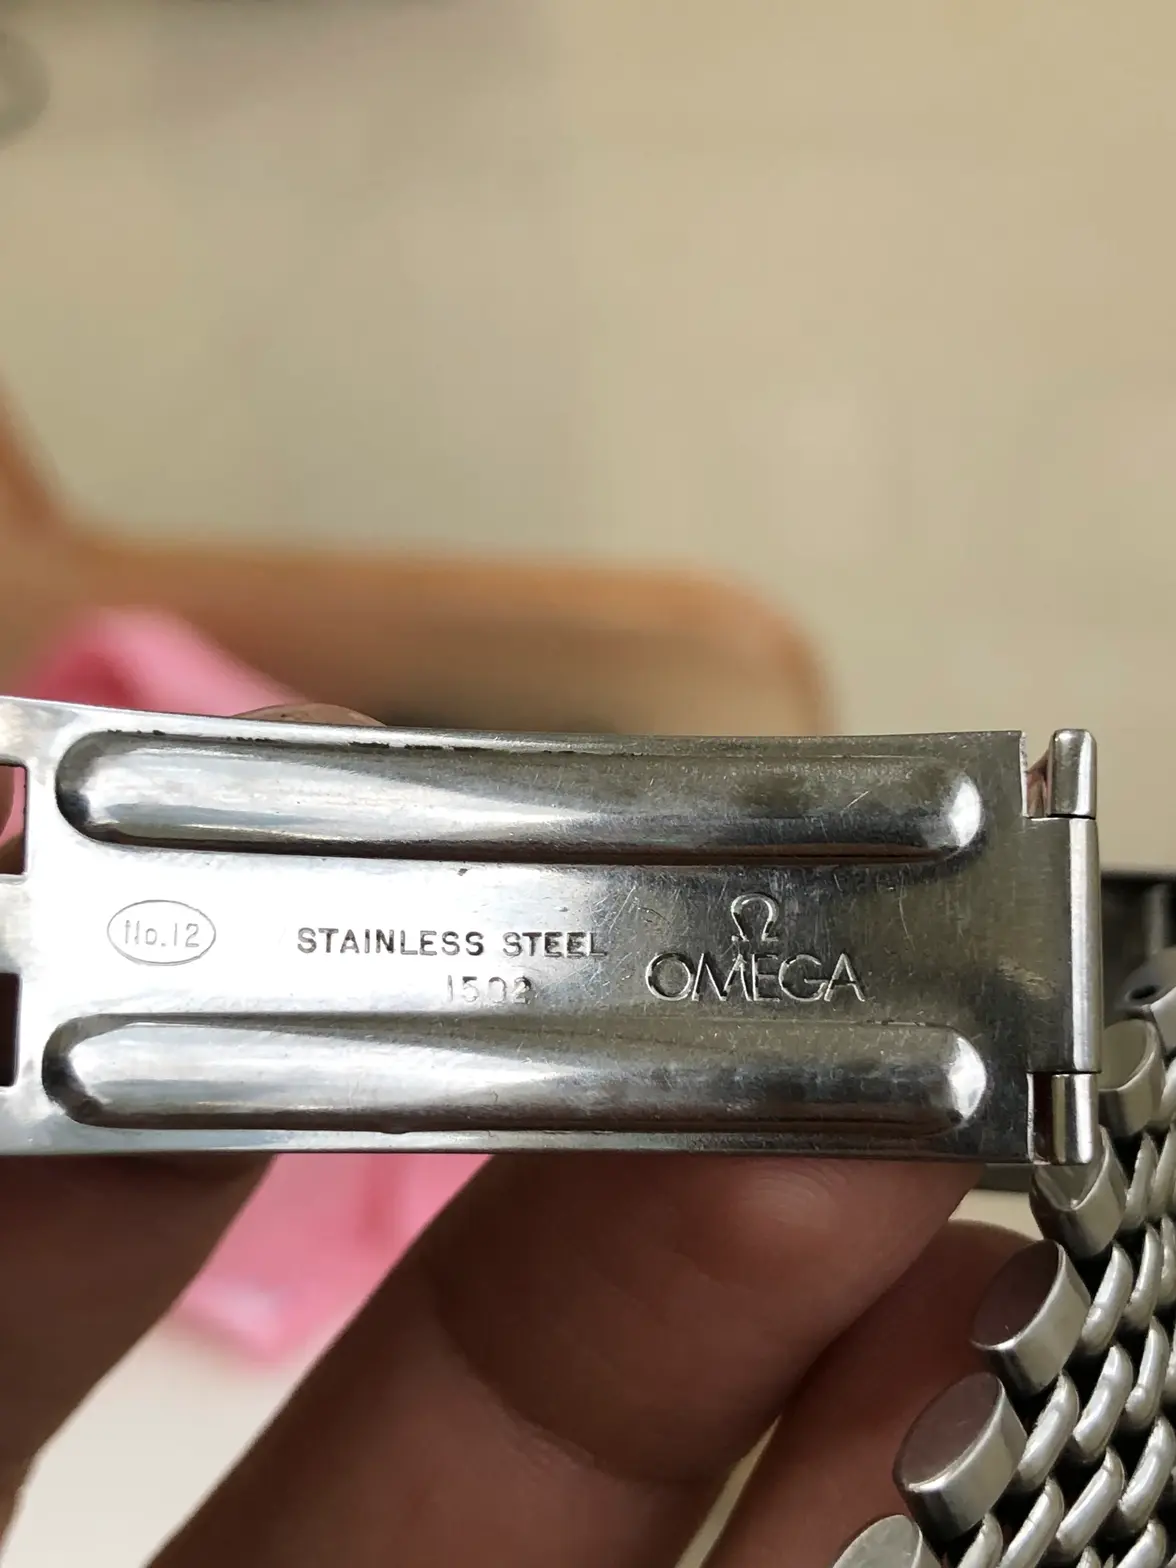 No.12
STAINLESS STEEL
1502
Ω
OMEGA